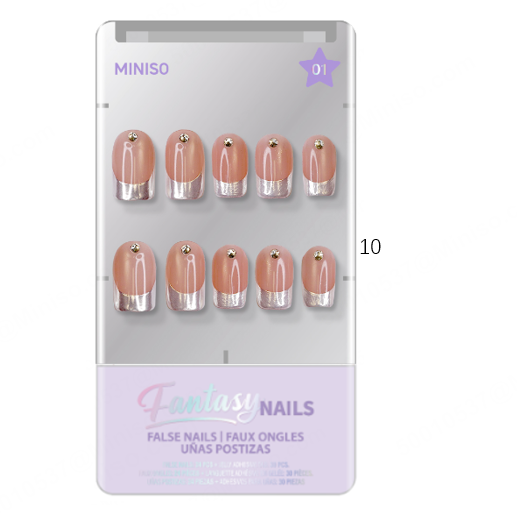 MINISO
01
10
Fantasy NAILS
FALSE NAILS | FAUX ONGLES
UÑAS POSTIZAS